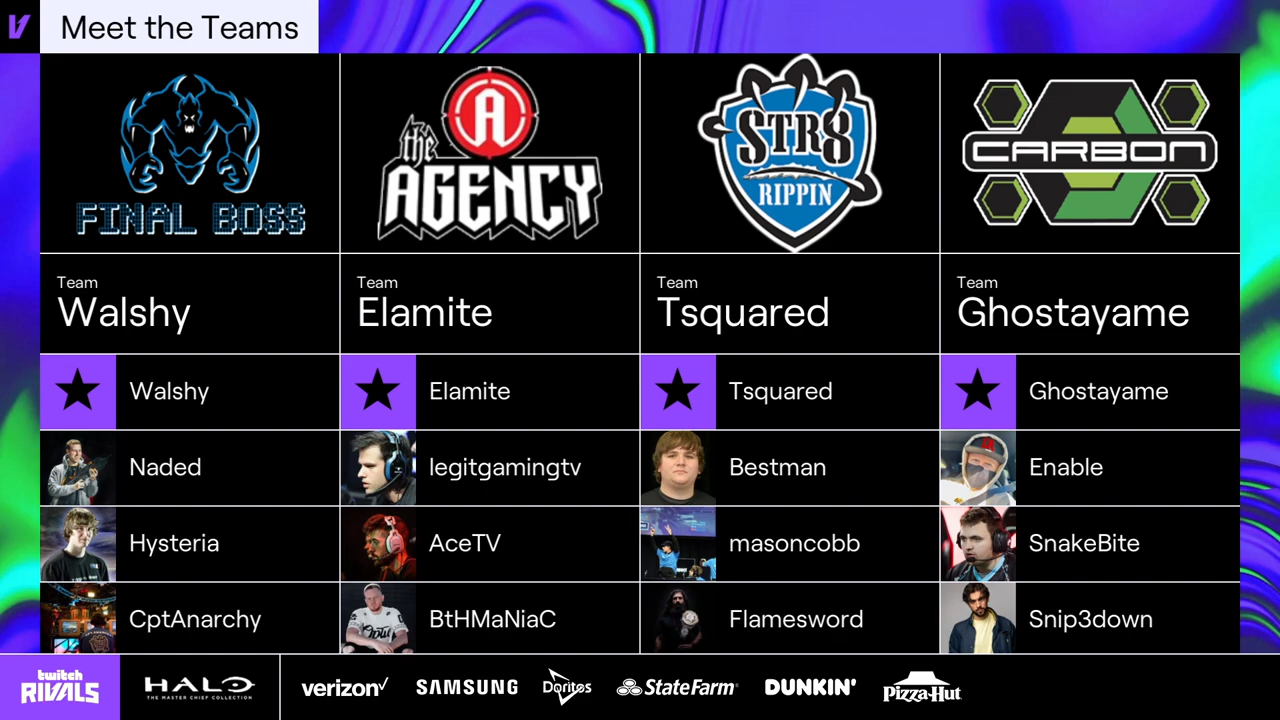 Meet the Teams
FINAL BOSS
the
A
AGENCY
STR8
RIPPIN
CARBON
Team
Walshy
Team
Elamite
Team
Tsquared
Team
Ghostayame
Walshy
Elamite
Tsquared
Ghostayame
Naded
legitgamingtv
Bestman
Enable
Hysteria
AceTV
masoncobb
SnakeBite
CptAnarchy
BtHMaNiaC
Flamesword
Snip3down
twitch
RIVALS
HALO
THE MASTER CHIEF COLLECTION
verizon
SAMSUNG
Doritos
StateFarm
DUNKIN'
Pizza Hut